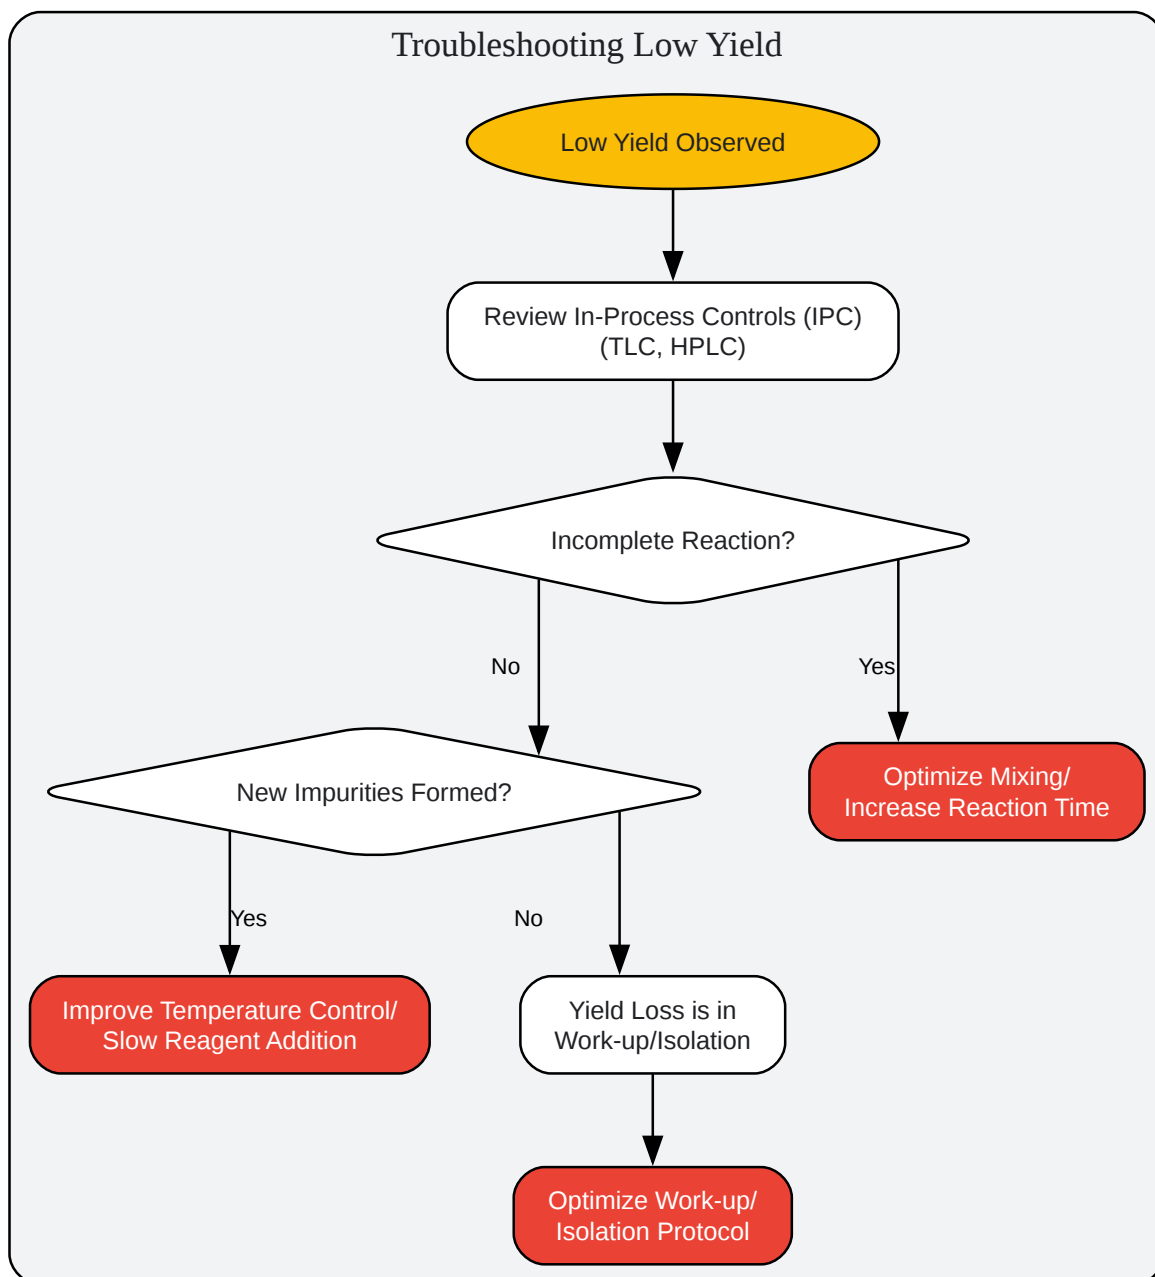 Troubleshooting Low Yield
Low Yield Observed
Review In-Process Controls (IPC)
(TLC, HPLC)
Incomplete Reaction?
No
Yes
New Impurities Formed?
Optimize Mixing/
Increase Reaction Time
Yes
No
Improve Temperature Control/
Slow Reagent Addition
Yield Loss is in
Work-up/Isolation
Optimize Work-up/
Isolation Protocol